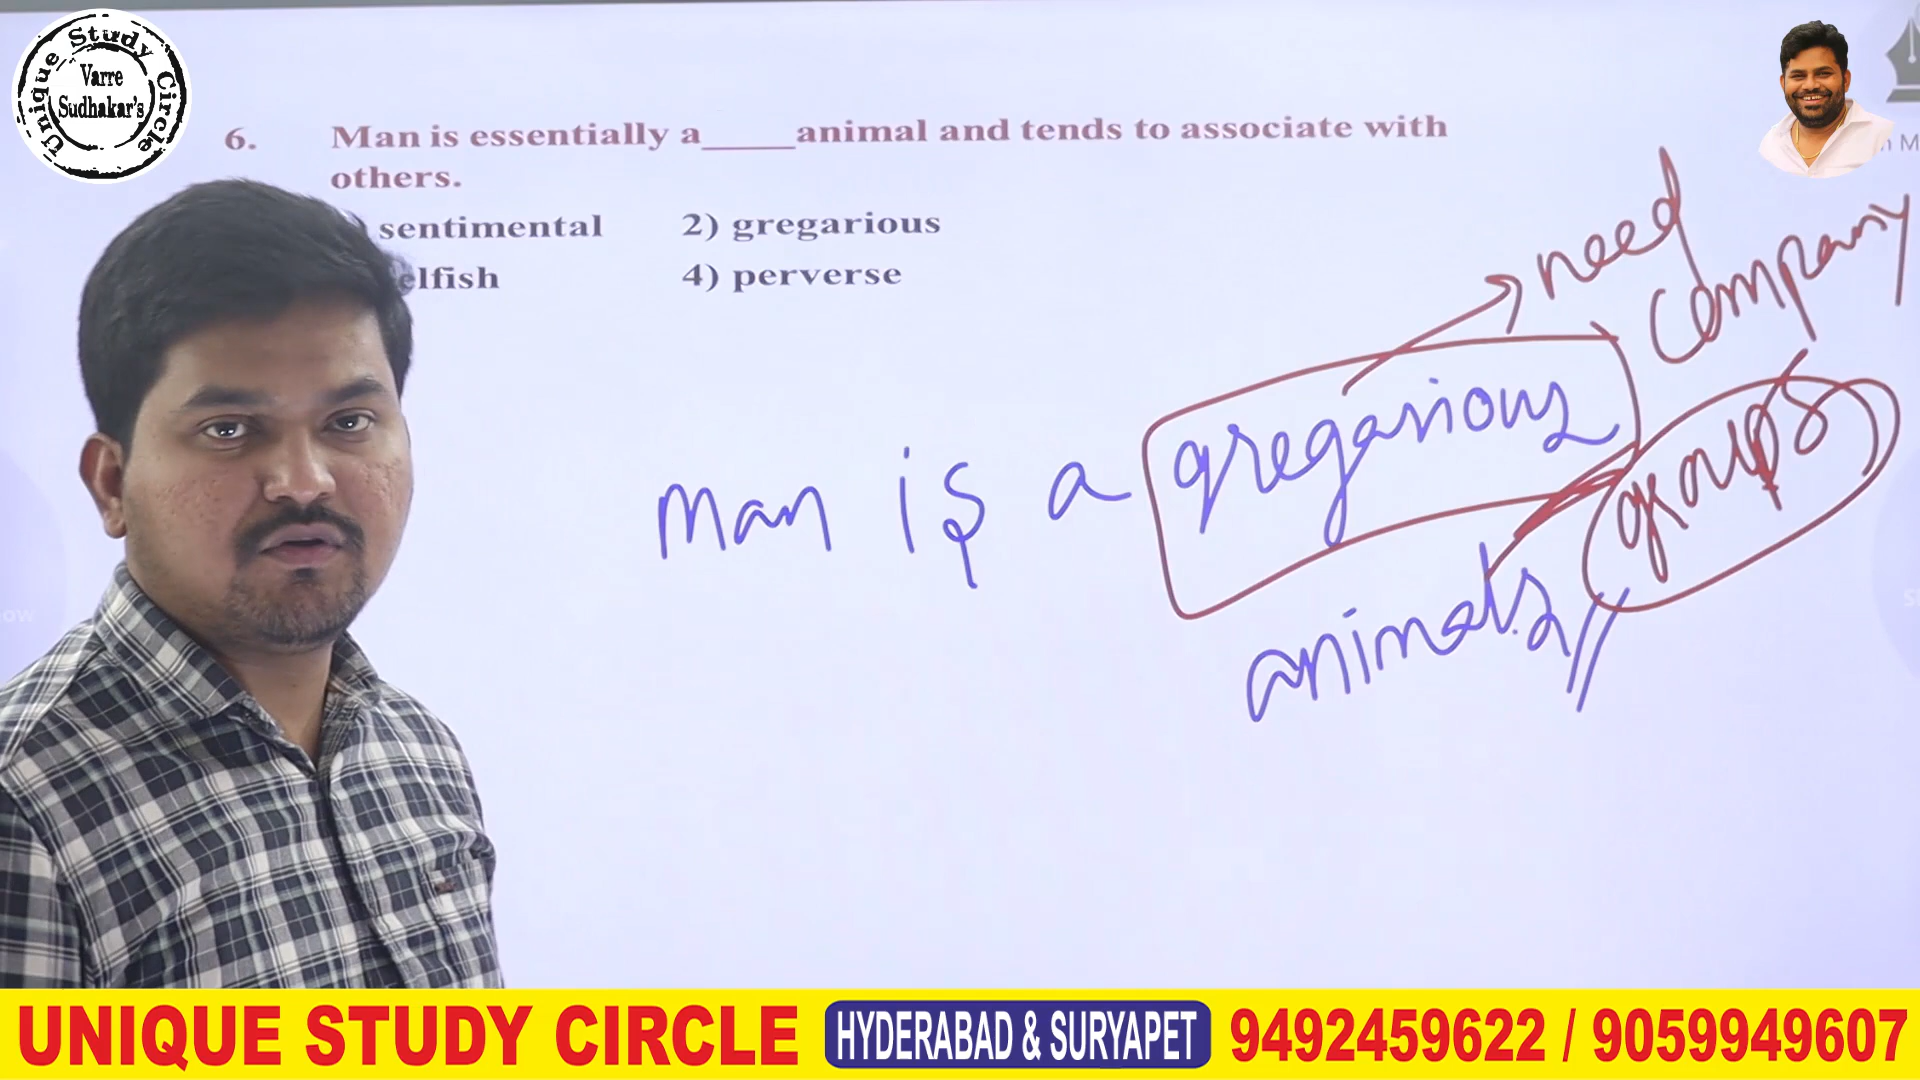 Unique Study Circle
Varre
Sudhakar's
6. Man is essentially a_____animal and tends to associate with
others.
) sentimental 2) gregarious
elfish 4) perverse
need
company
man is a gregarious
groups
animals
UNIQUE STUDY CIRCLE HYDERABAD & SURYAPET 9492459622 / 9059949607